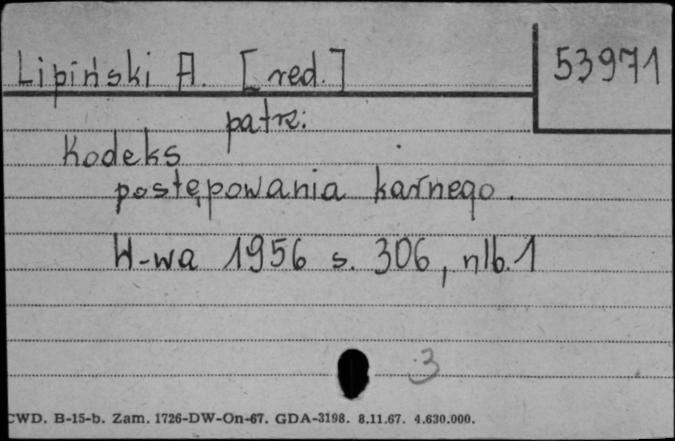 Lipiński A. [red.]
53971
patrz:
Kodeks
postępowania karnego.
W-wa 1956 s. 306, nlb. 1
3
CWD. B-15-b. Zam. 1726-DW-On-67. GDA-3198. 8.11.67. 4.630.000.